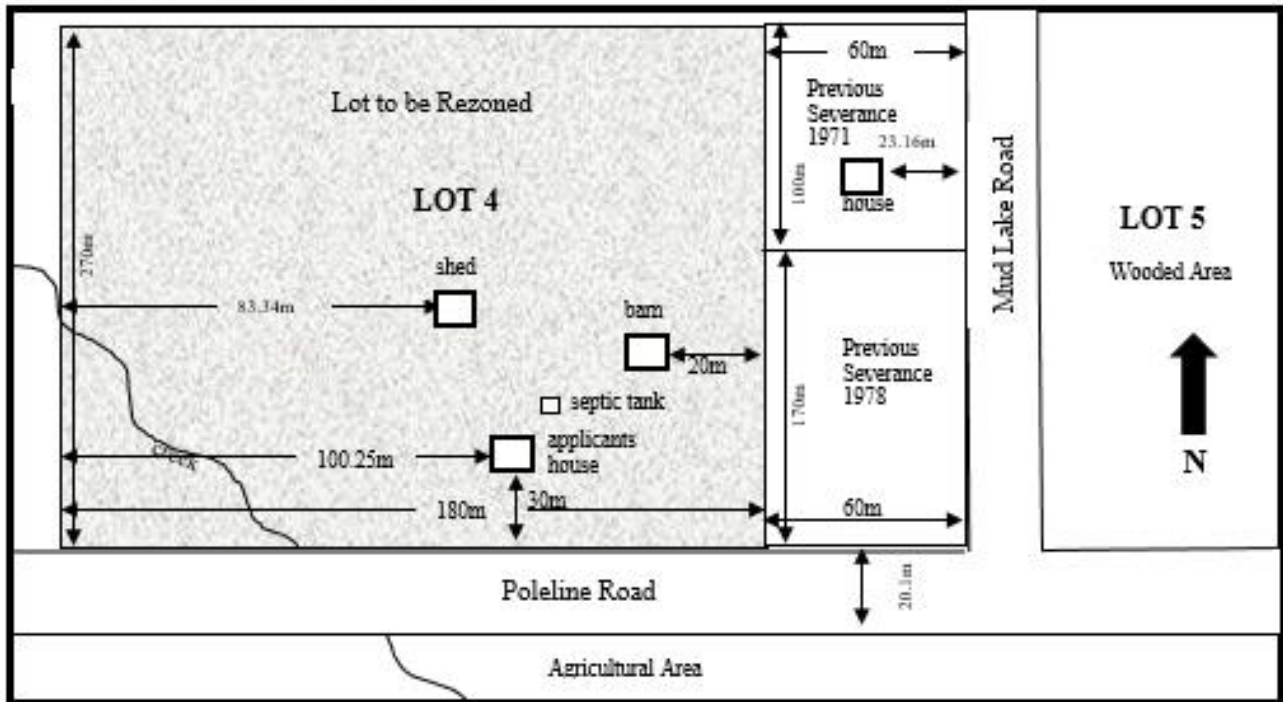 60m
Previous
Severance
1971
23.16m
house
100m
Lot to be Rezoned
LOT 4
270m
shed
83.34m
barn
20m
septic tank
applicants
house
100.25m
creek
30m
180m
Previous
Severance
1978
170m
60m
Mud Lake Road
LOT 5
Wooded Area
N
Poleline Road
20.1m
Agricultural Area